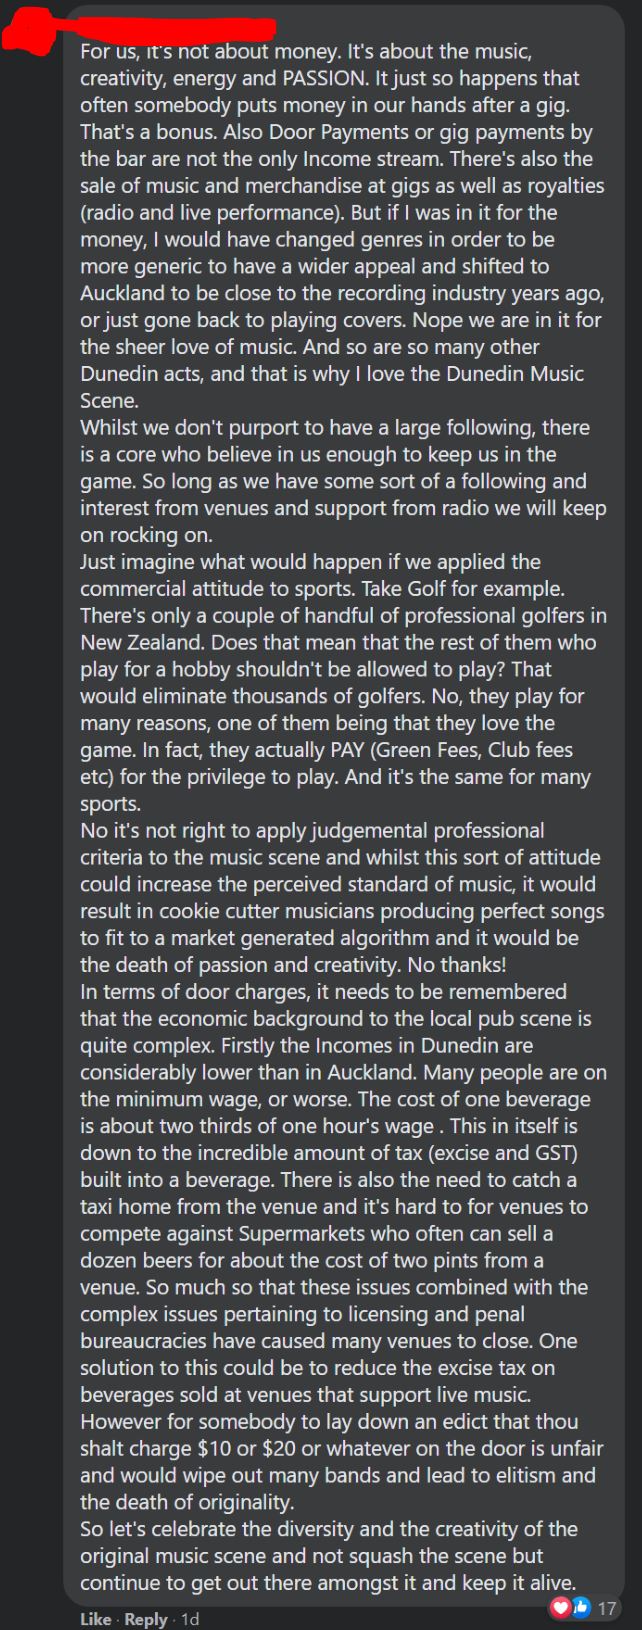 For us, it's not about money. It's about the music,
creativity, energy and PASSION. It just so happens that
often somebody puts money in our hands after a gig.
That's a bonus. Also Door Payments or gig payments by
the bar are not the only Income stream. There's also the
sale of music and merchandise at gigs as well as royalties
(radio and live performance). But if I was in it for the
money, I would have changed genres in order to be
more generic to have a wider appeal and shifted to
Auckland to be close to the recording industry years ago,
or just gone back to playing covers. Nope we are in it for
the sheer love of music. And so are so many other
Dunedin acts, and that is why I love the Dunedin Music
Scene.
Whilst we don't purport to have a large following, there
is a core who believe in us enough to keep us in the
game. So long as we have some sort of a following and
interest from venues and support from radio we will keep
on rocking on.
Just imagine what would happen if we applied the
commercial attitude to sports. Take Golf for example.
There's only a couple of handful of professional golfers in
New Zealand. Does that mean that the rest of them who
play for a hobby shouldn't be allowed to play? That
would eliminate thousands of golfers. No, they play for
many reasons, one of them being that they love the
game. In fact, they actually PAY (Green Fees, Club fees
etc) for the privilege to play. And it's the same for many
sports.
No it's not right to apply judgemental professional
criteria to the music scene and whilst this sort of attitude
could increase the perceived standard of music, it would
result in cookie cutter musicians producing perfect songs
to fit to a market generated algorithm and it would be
the death of passion and creativity. No thanks!
In terms of door charges, it needs to be remembered
that the economic background to the local pub scene is
quite complex. Firstly the Incomes in Dunedin are
considerably lower than in Auckland. Many people are on
the minimum wage, or worse. The cost of one beverage
is about two thirds of one hour's wage . This in itself is
down to the incredible amount of tax (excise and GST)
built into a beverage. There is also the need to catch a
taxi home from the venue and it's hard to for venues to
compete against Supermarkets who often can sell a
dozen beers for about the cost of two pints from a
venue. So much so that these issues combined with the
complex issues pertaining to licensing and penal
bureaucracies have caused many venues to close. One
solution to this could be to reduce the excise tax on
beverages sold at venues that support live music.
However for somebody to lay down an edict that thou
shalt charge $10 or $20 or whatever on the door is unfair
and would wipe out many bands and lead to elitism and
the death of originality.
So let's celebrate the diversity and the creativity of the
original music scene and not squash the scene but
continue to get out there amongst it and keep it alive.
17
Like · Reply · 1d